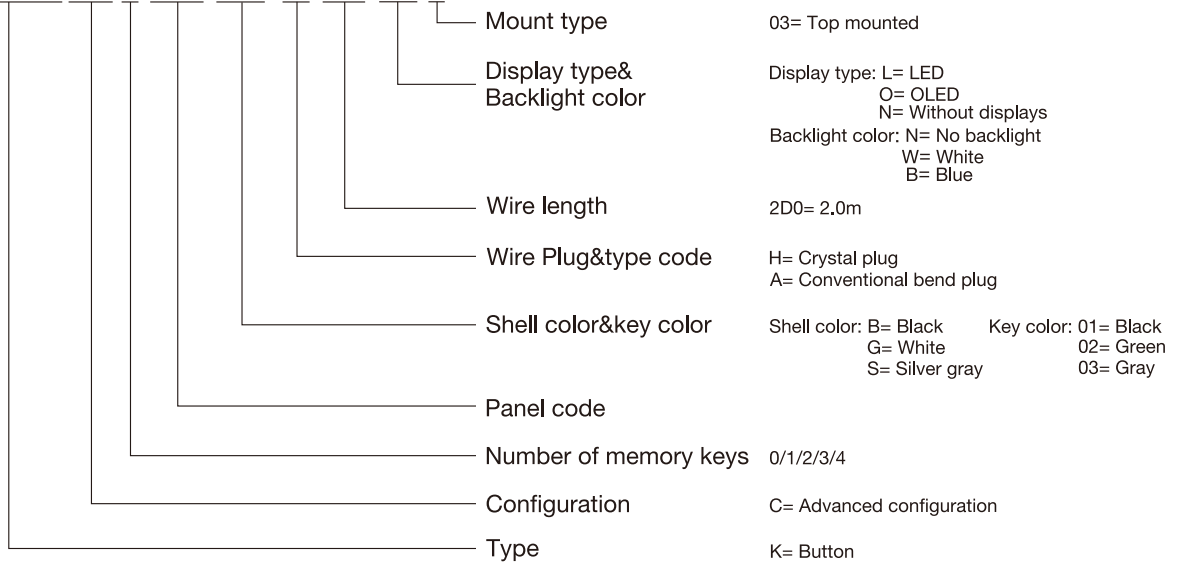 Mount type 03= Top mounted
Display type& Display type: L= LED
Backlight color O= OLED
N= Without displays
Backlight color: N= No backlight
W= White
B= Blue
Wire length 2D0= 2.0m
Wire Plug&type code H= Crystal plug
A= Conventional bend plug
Shell color&key color Shell color: B= Black Key color: 01= Black
G= White 02= Green
S= Silver gray 03= Gray
Panel code
Number of memory keys 0/1/2/3/4
Configuration C= Advanced configuration
Type K= Button